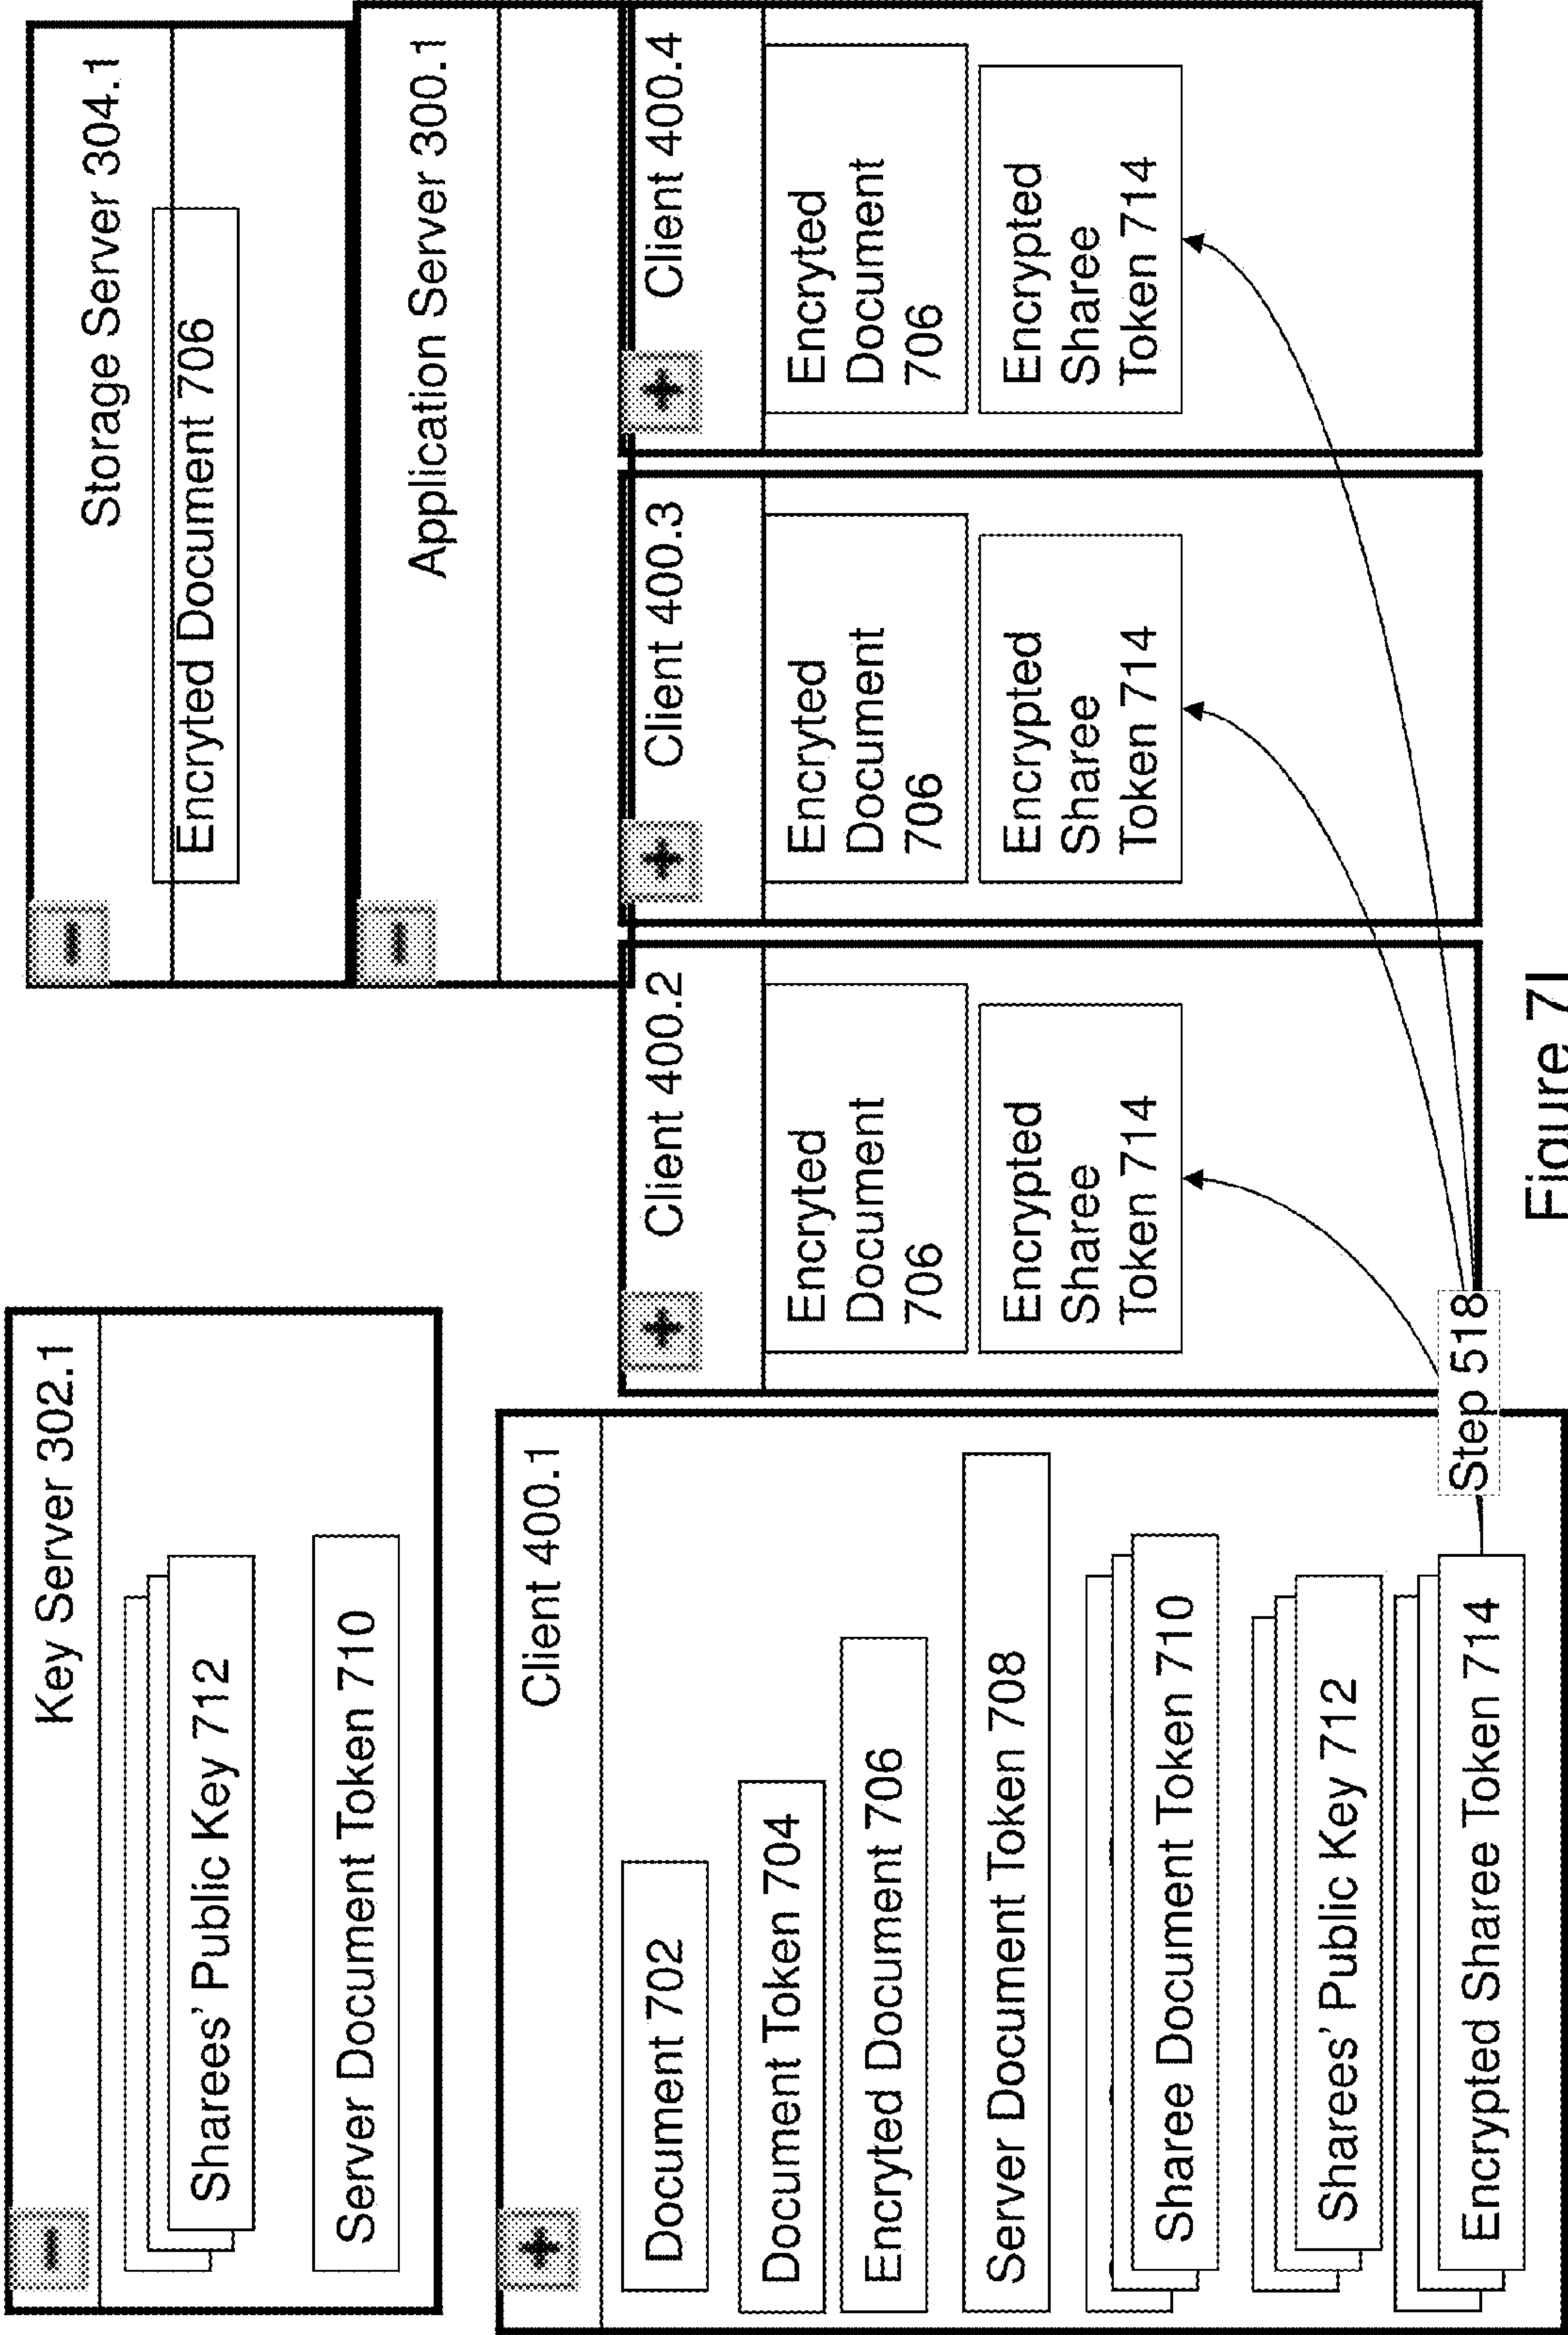 Key Server 302.1
Sharees' Public Key 712
Server Document Token 710
Storage Server 304.1
Encryted Document 706
Application Server 300.1
Client 400.1
Document 702
Document Token 704
Encryted Document 706
Server Document Token 708
Sharee Document Token 710
Sharees' Public Key 712
Encrypted Sharee Token 714
Step 518
Client 400.2
Encryted
Document
706
Encrypted
Sharee
Token 714
Client 400.3
Encryted
Document
706
Encrypted
Sharee
Token 714
Client 400.4
Encryted
Document
706
Encrypted
Sharee
Token 714
Figure 7I